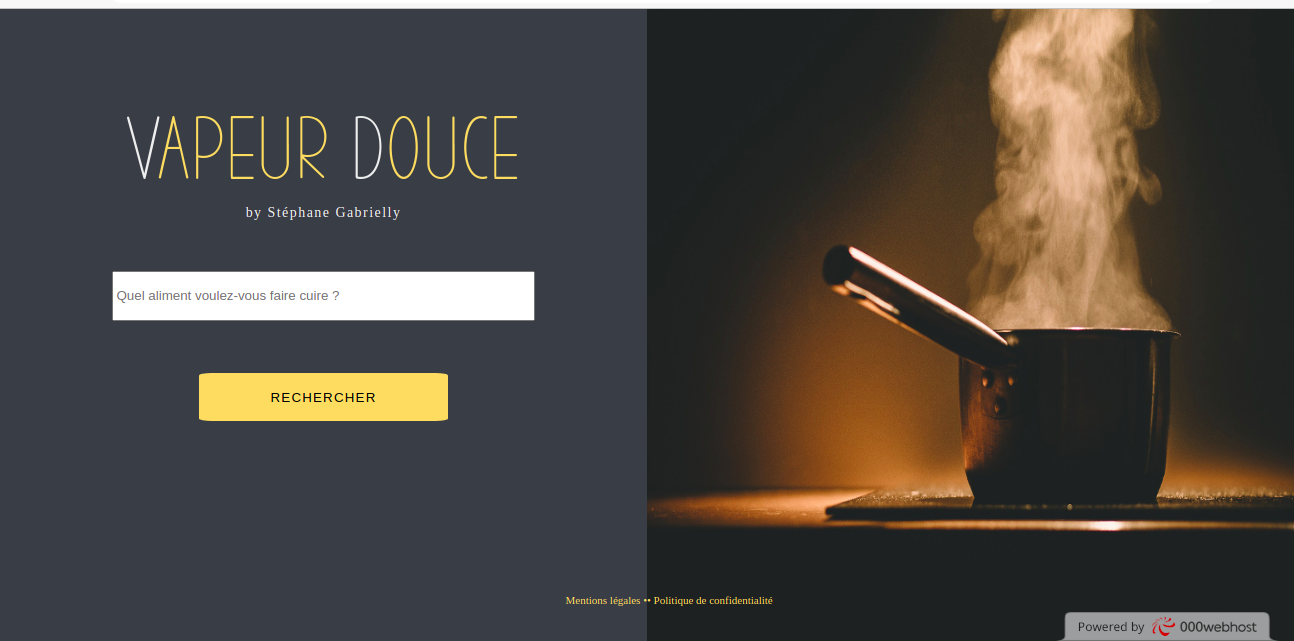 VAPEUR DOUCE
by Stéphane Gabrielly
Quel aliment voulez-vous faire cuire ?
RECHERCHER
Mentions légales •• Politique de confidentialité
Powered by 000webhost